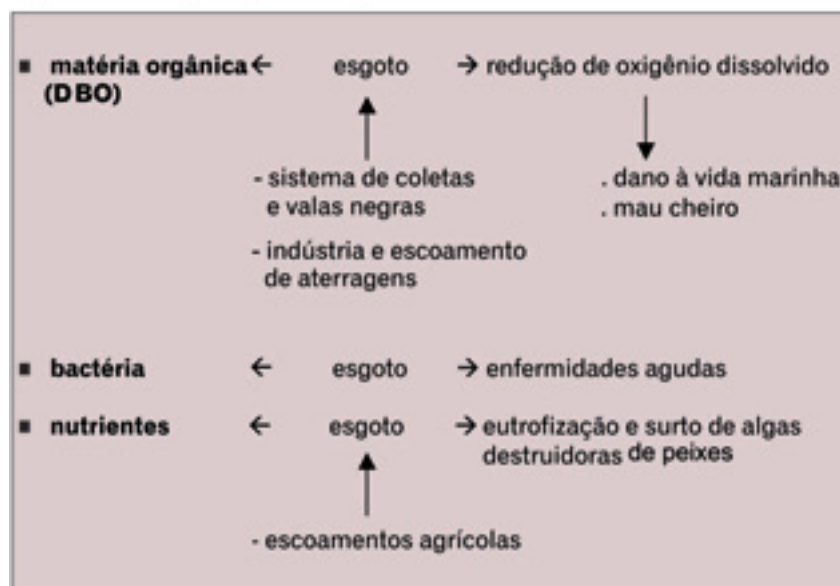 ▪ matéria orgânica ← esgoto → redução de oxigênio dissolvido
(DBO)
- sistema de coletas
e valas negras
. dano à vida marinha
. mau cheiro
- indústria e escoamento
de aterragens
▪ bactéria ← esgoto → enfermidades agudas
▪ nutrientes ← esgoto → eutrofização e surto de algas
destruidoras de peixes
- escoamentos agrícolas